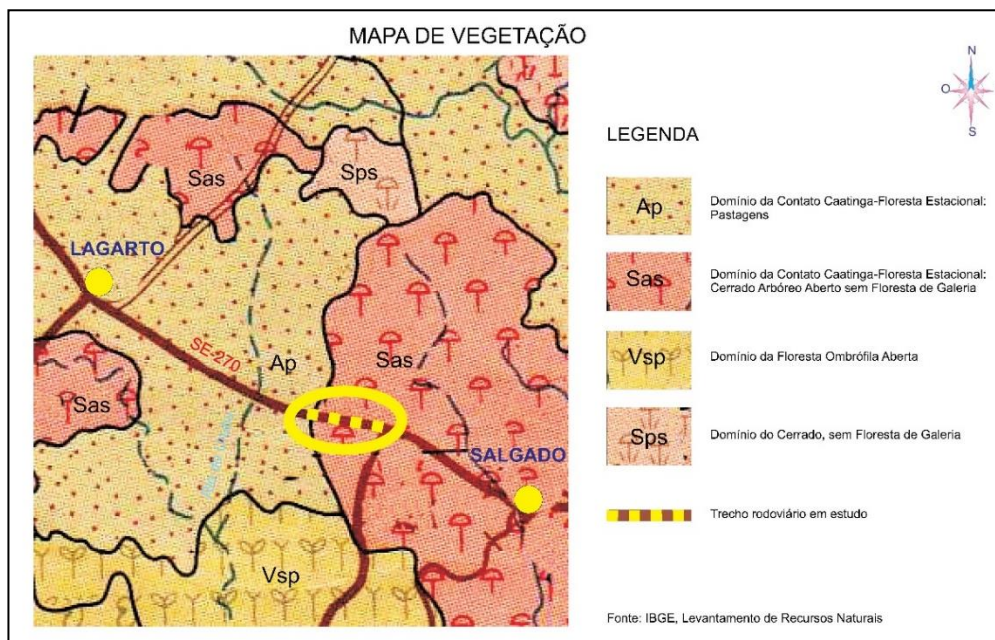 MAPA DE VEGETAÇÃO
N
O
S
LEGENDA
Ap
Domínio da Contato Caatinga-Floresta Estacional:
Pastagens
Sas
Domínio da Contato Caatinga-Floresta Estacional:
Cerrado Arbóreo Aberto sem Floresta de Galeria
Vsp
Domínio da Floresta Ombrófila Aberta
Sps
Domínio do Cerrado, sem Floresta de Galeria
Trecho rodoviário em estudo
Sas
Sps
LAGARTO
SE-270
Ap
Sas
Sas
SALGADO
Vsp
Fonte: IBGE, Levantamento de Recursos Naturais